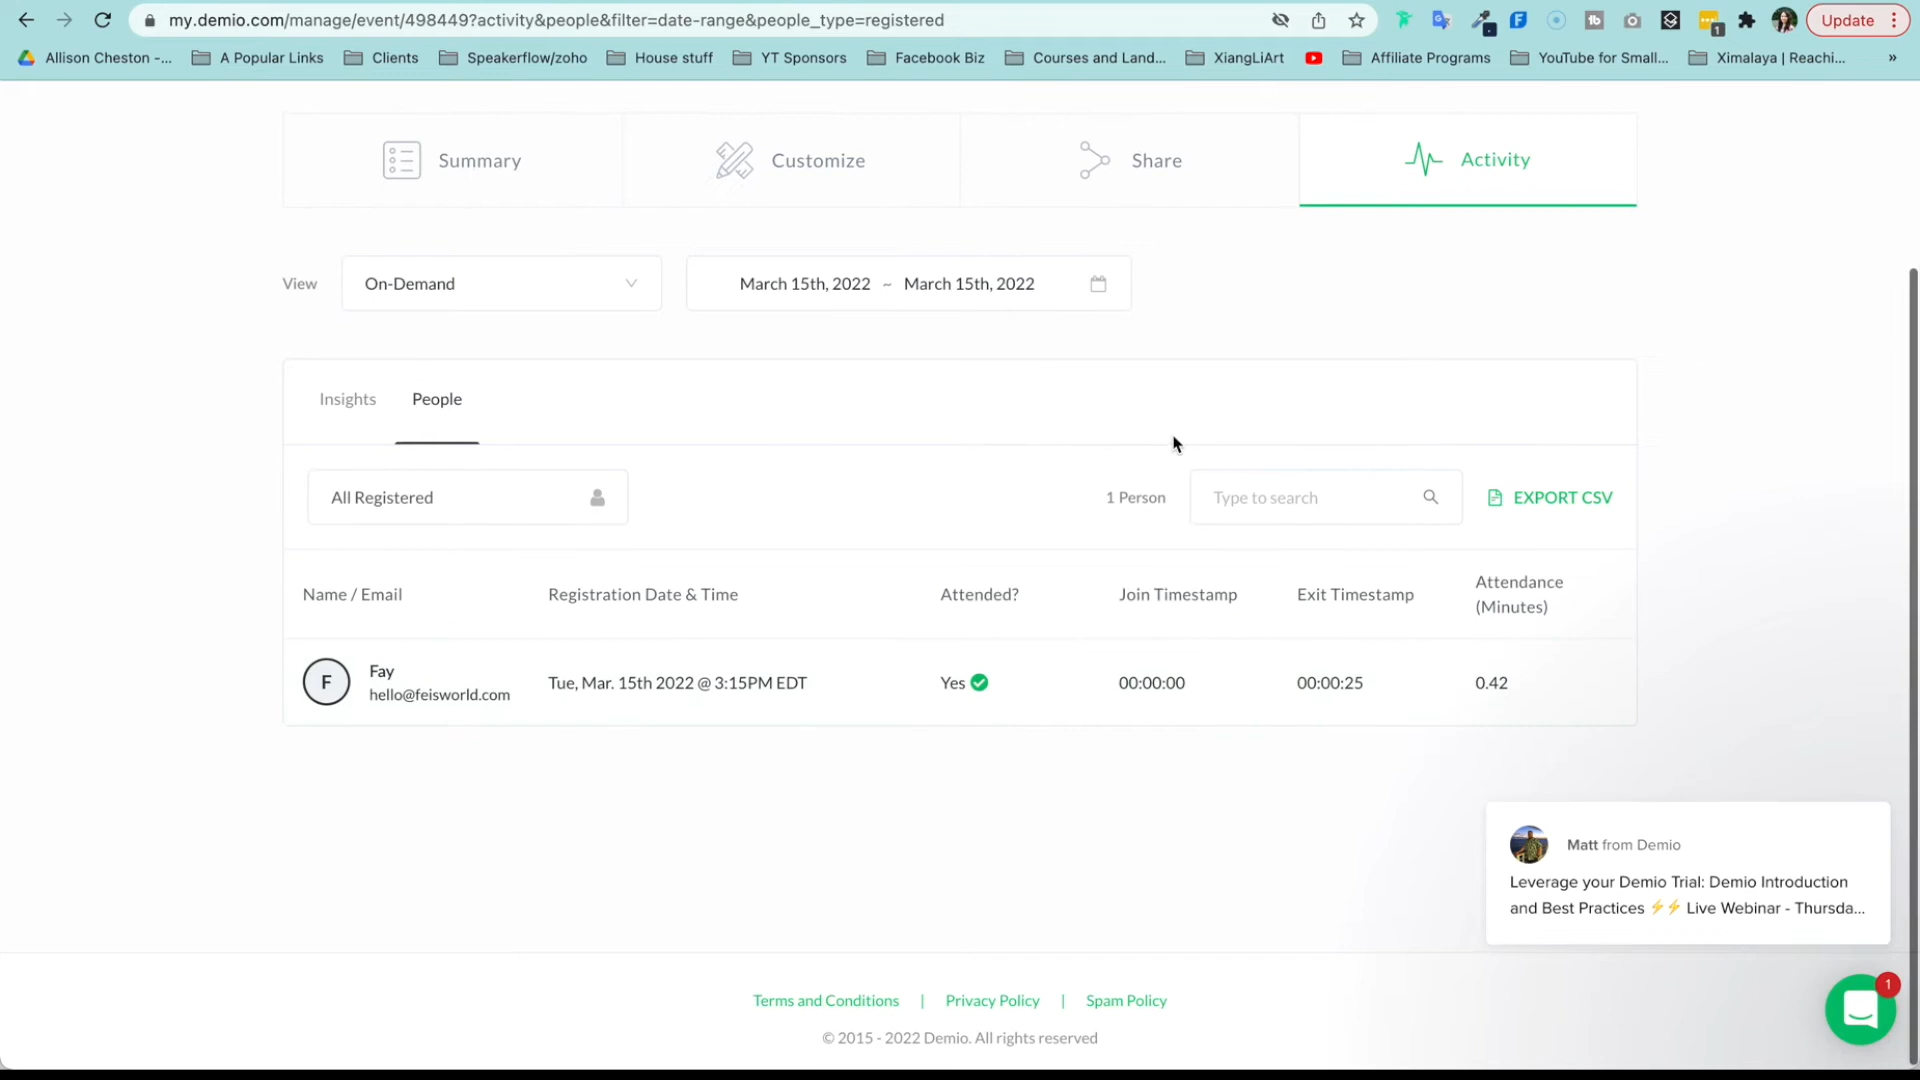 my.demio.com/manage/event/498449?activity&people&filter=date-range&people_type=registered
Update
Allison Cheston -...
A Popular Links
Clients
Speakerflow/zoho
House stuff
YT Sponsors
Facebook Biz
Courses and Land...
XiangLiArt
Affiliate Programs
YouTube for Small...
Ximalaya | Reachi...
»
Summary
Customize
Share
Activity
View
On-Demand
March 15th, 2022 ~ March 15th, 2022
Insights
People
All Registered
1 Person
Type to search
EXPORT CSV
Name / Email
Registration Date & Time
Attended?
Join Timestamp
Exit Timestamp
Attendance
(Minutes)
F
Fay
hello@feisworld.com
Tue, Mar. 15th 2022 @ 3:15PM EDT
Yes
00:00:00
00:00:25
0.42
Matt from Demio
Leverage your Demio Trial: Demio Introduction
and Best Practices ⚡⚡ Live Webinar - Thursda...
1
Terms and Conditions | Privacy Policy | Spam Policy
© 2015 - 2022 Demio. All rights reserved